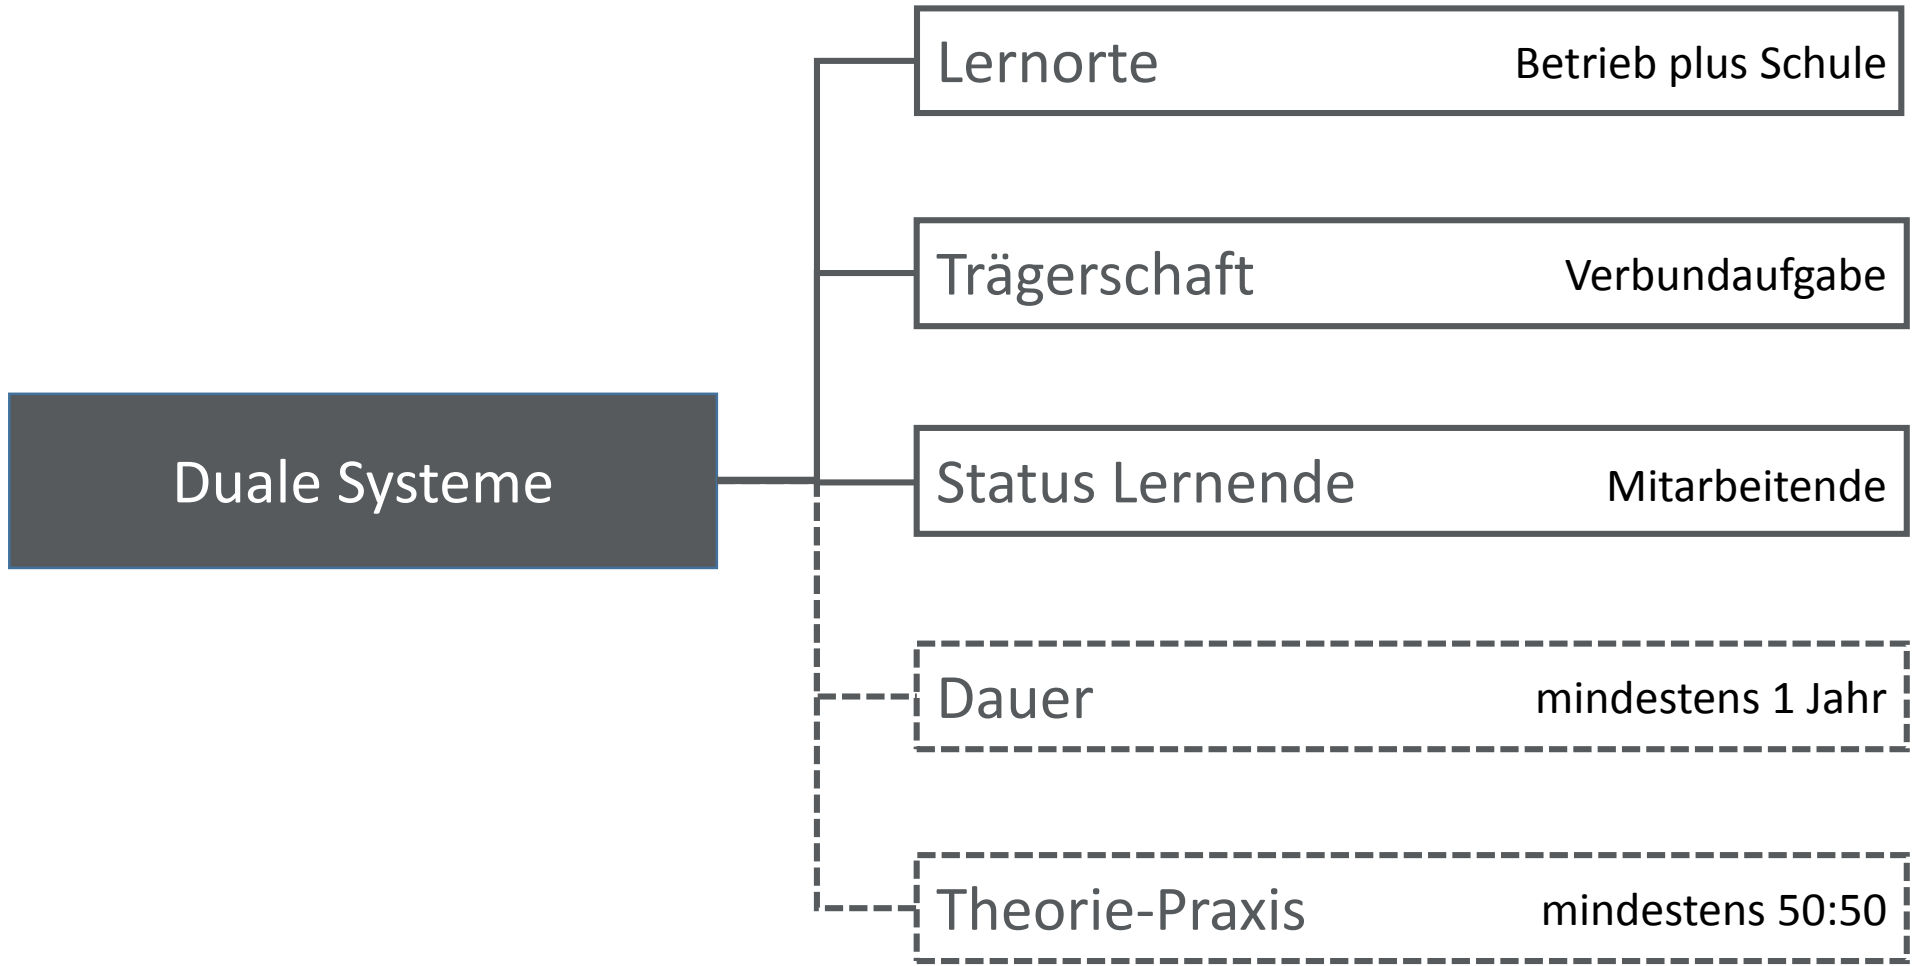 Duale Systeme
Lernorte Betrieb plus Schule
Trägerschaft Verbundaufgabe
Status Lernende Mitarbeitende
Dauer mindestens 1 Jahr
Theorie-Praxis mindestens 50:50